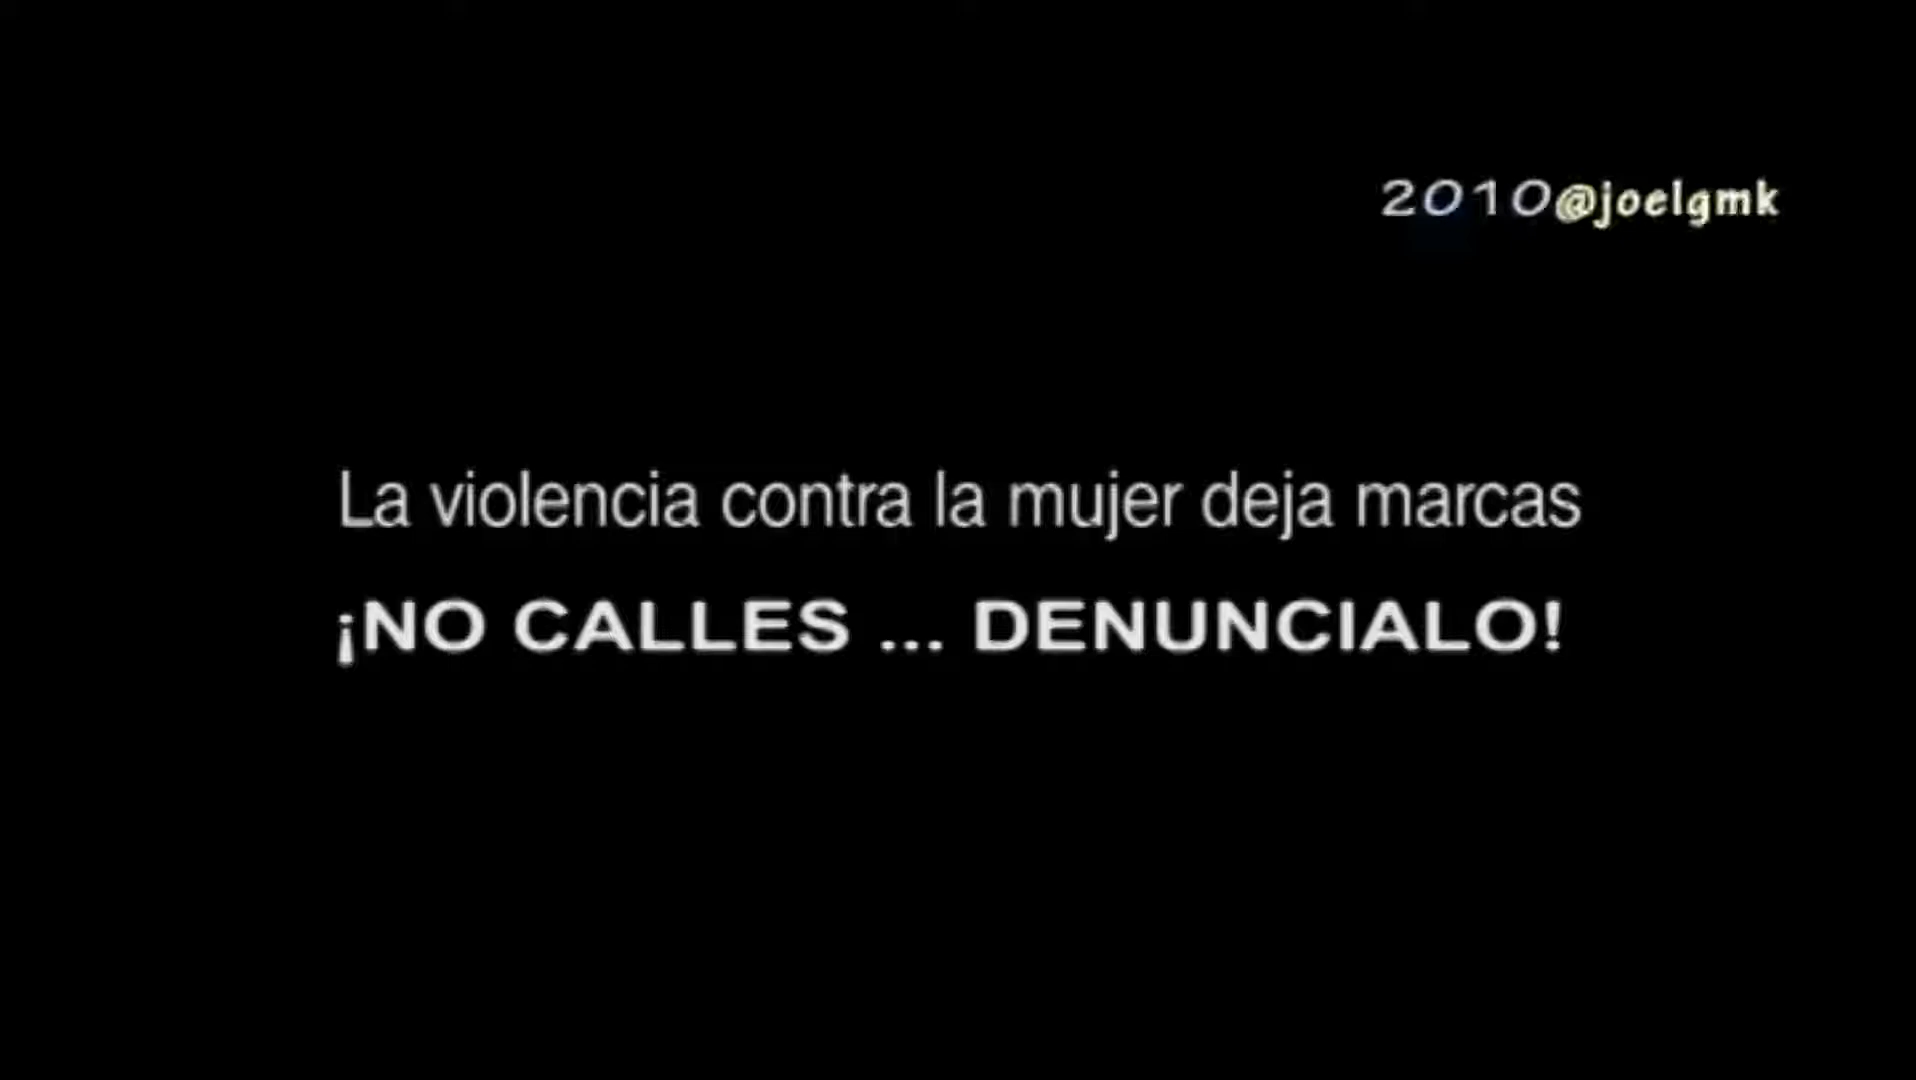 2010@joelgmk
La violencia contra la mujer deja marcas
¡NO CALLES ... DENUNCIALO!